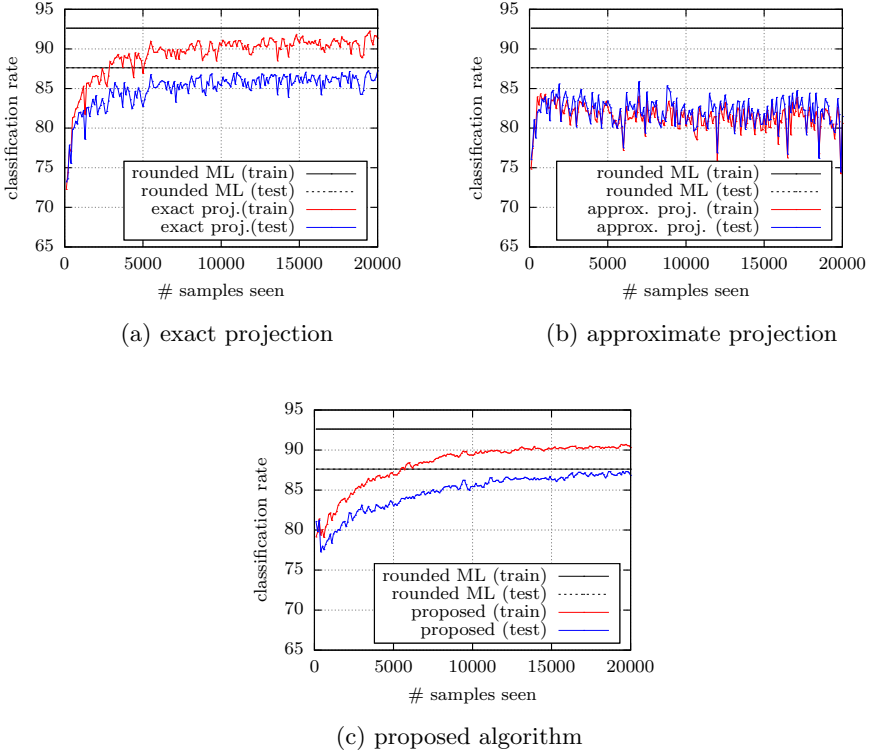 95
90
85
80
75
70
65
classification rate
rounded ML (train)
rounded ML (test)
exact proj.(train)
exact proj.(test)
0 5000 10000 15000 20000
# samples seen
(a) exact projection
95
90
85
80
75
70
65
classification rate
rounded ML (train)
rounded ML (test)
approx. proj. (train)
approx. proj. (test)
0 5000 10000 15000 20000
# samples seen
(b) approximate projection
95
90
85
80
75
70
65
classification rate
rounded ML (train)
rounded ML (test)
proposed (train)
proposed (test)
0 5000 10000 15000 20000
# samples seen
(c) proposed algorithm